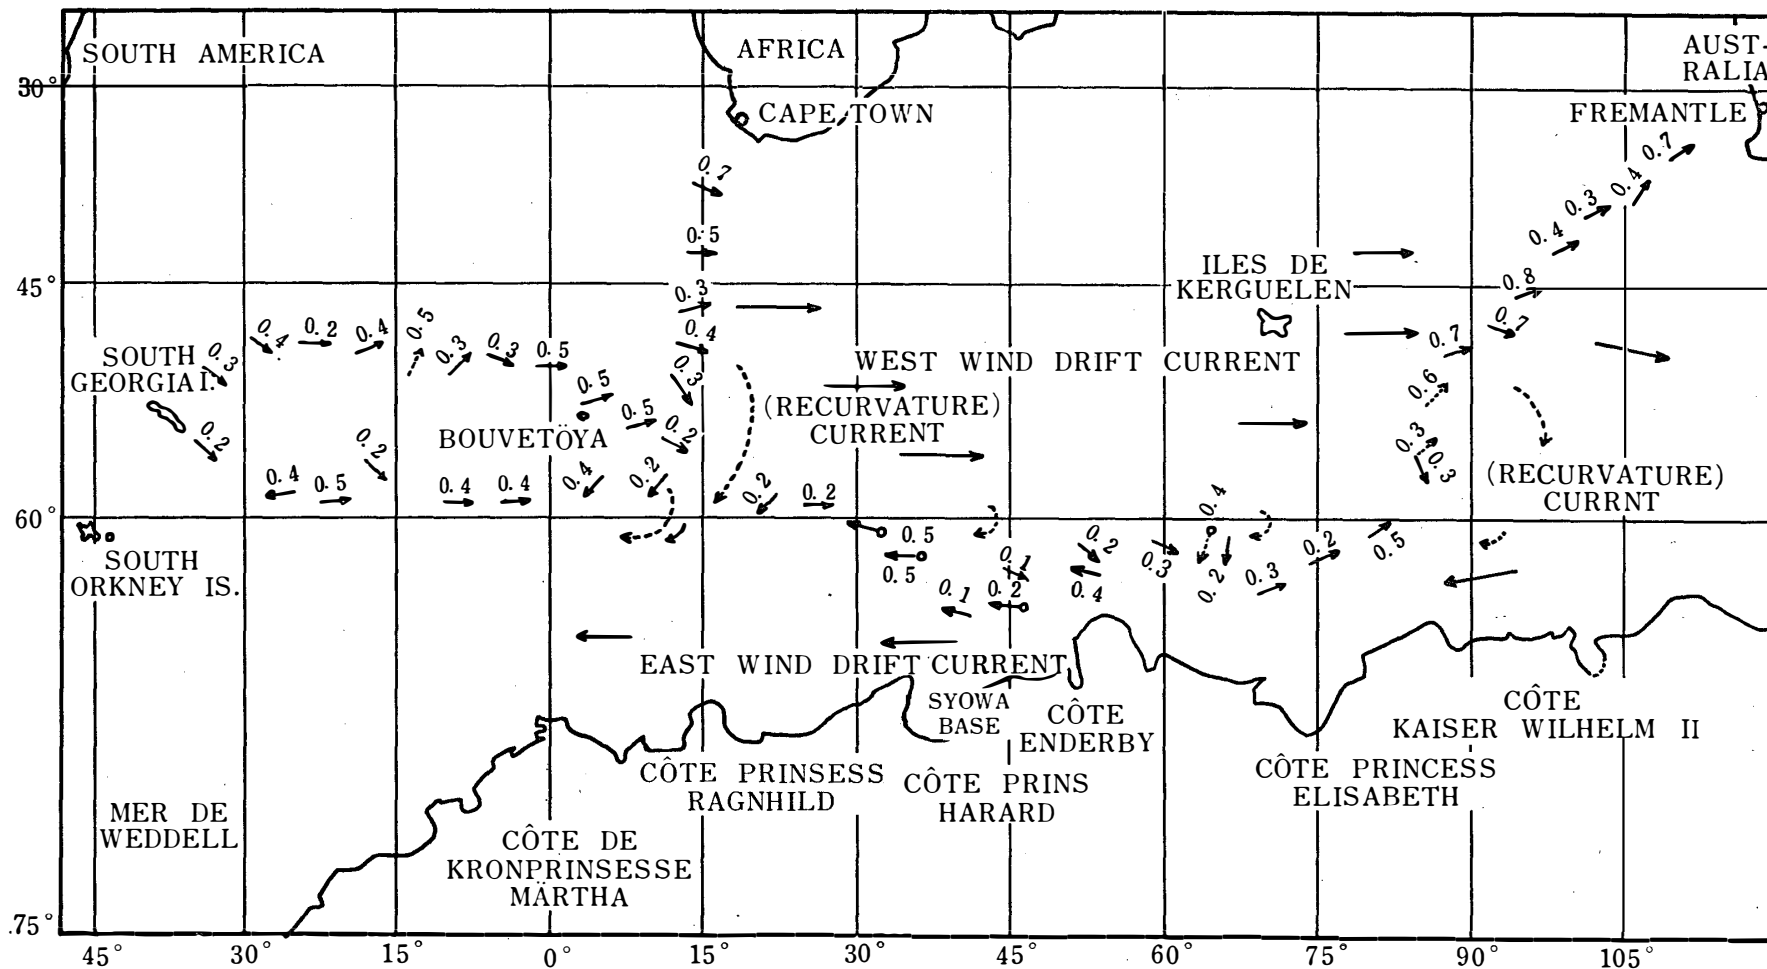 SOUTH AMERICA
AFRICA
AUST-
RALIA
30°
CAPE TOWN
FREMANTLE
0.7
0.7
0.4
0.3
0.5
0.4
ILES DE
KERGUELEN
45°
0.3
0.8
0.4
0.2
0.4
0.5
0.3
0.3
0.5
0.4
0.7
0.7
SOUTH
GEORGIA I.
0.3
WEST WIND DRIFT CURRENT
0.3
0.5
0.6
(RECURVATURE)
CURRENT
0.5
0.2
BOUVETÖYA
0.2
0.2
0.3
0.3
0.4
0.5
0.4
0.4
0.4
0.2
0.2
0.2
(RECURVATURE)
CURRNT
60°
0.4
0.5
0.5
SOUTH
ORKNEY IS.
0.1
0.2
0.3
0.2
0.5
0.1
0.2
0.4
0.2
0.3
EAST WIND DRIFT CURRENT
SYOWA
BASE
CÔTE
ENDERBY
CÔTE
KAISER WILHELM II
CÔTE PRINSESS
RAGNHILD
CÔTE PRINS
HARARD
CÔTE PRINCESS
ELISABETH
MER DE
WEDDELL
CÔTE DE
KRONPRINSESSE
MÄRTHA
75°
45° 30° 15° 0° 15° 30° 45° 60° 75° 90° 105°